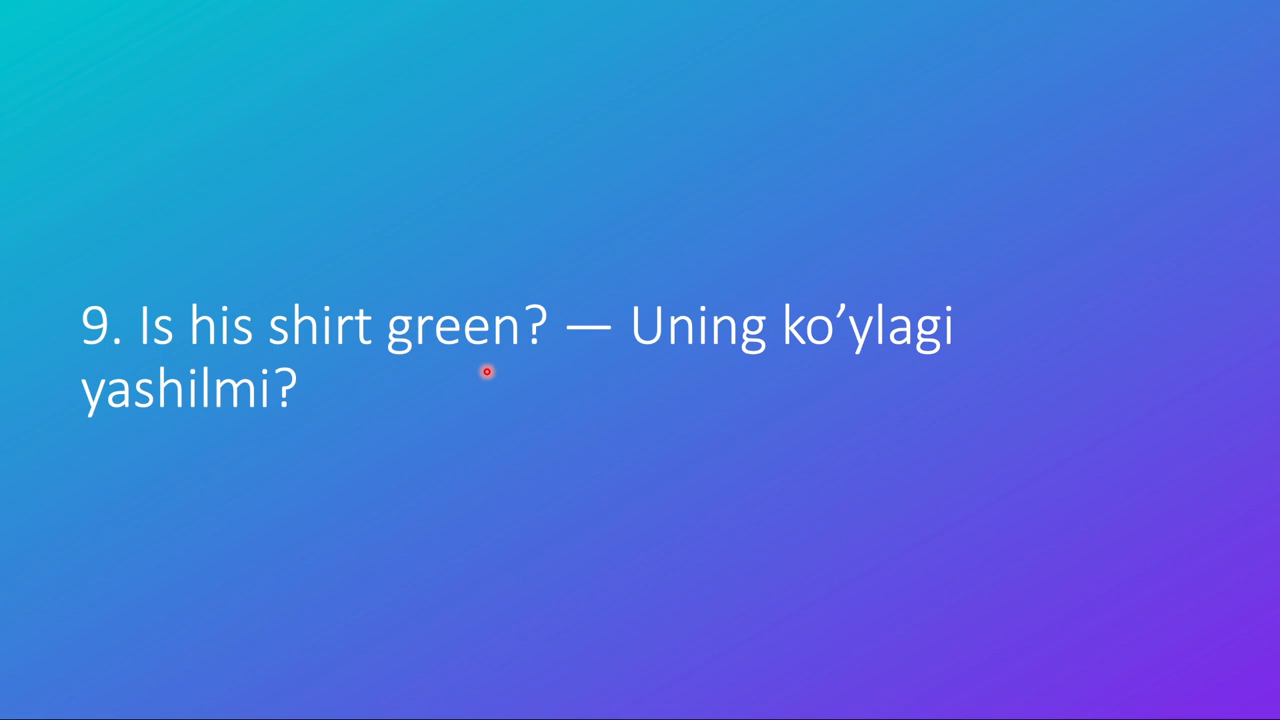 9. Is his shirt green? — Uning ko’ylagi
yashilmi?